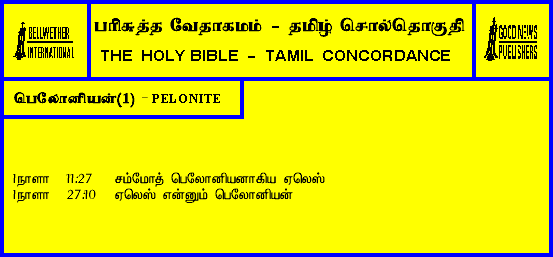 BELLWETHER
INTERNATIONAL
பரிசுத்த வேதாகமம் - தமிழ் சொல்தொகுதி
THE HOLY BIBLE - TAMIL CONCORDANCE
GOOD NEWS
PUBLISHERS
பெலோனியன்(1) - PELONITE
1நாளா 11:27 சம்மோத் பெலோனியனாகிய ஏலெஸ்
1நாளா 27:10 ஏலெஸ் என்னும் பெலோனியன்